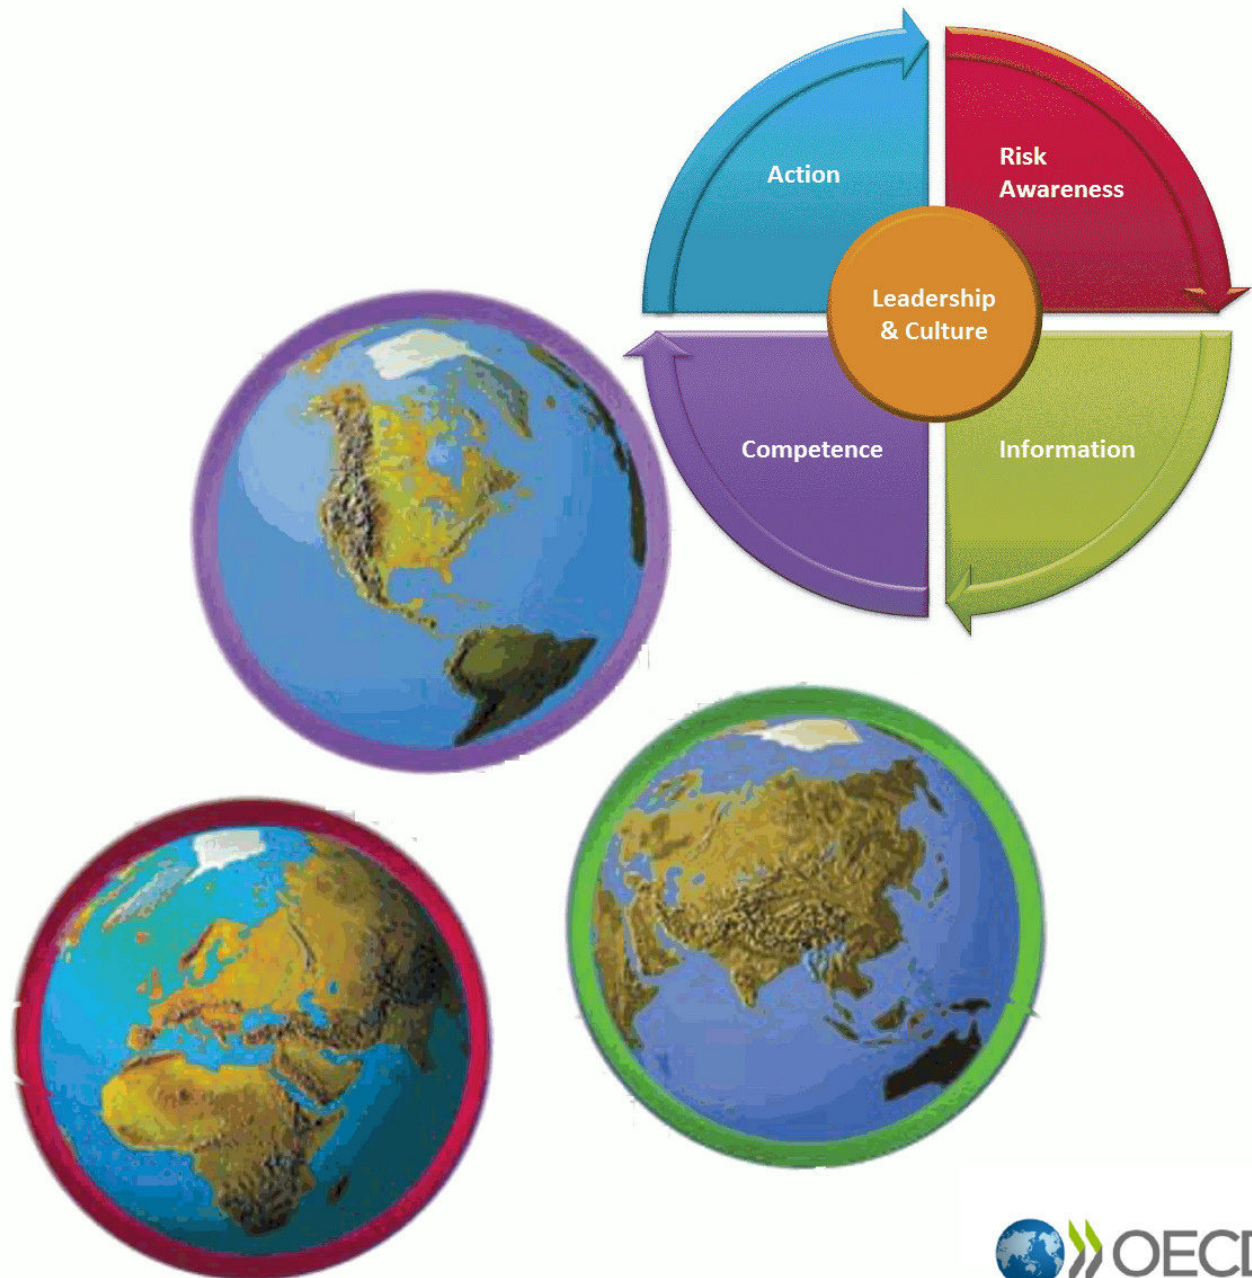 Action
Risk
Awareness
Leadership
& Culture
Competence
Information
OECD